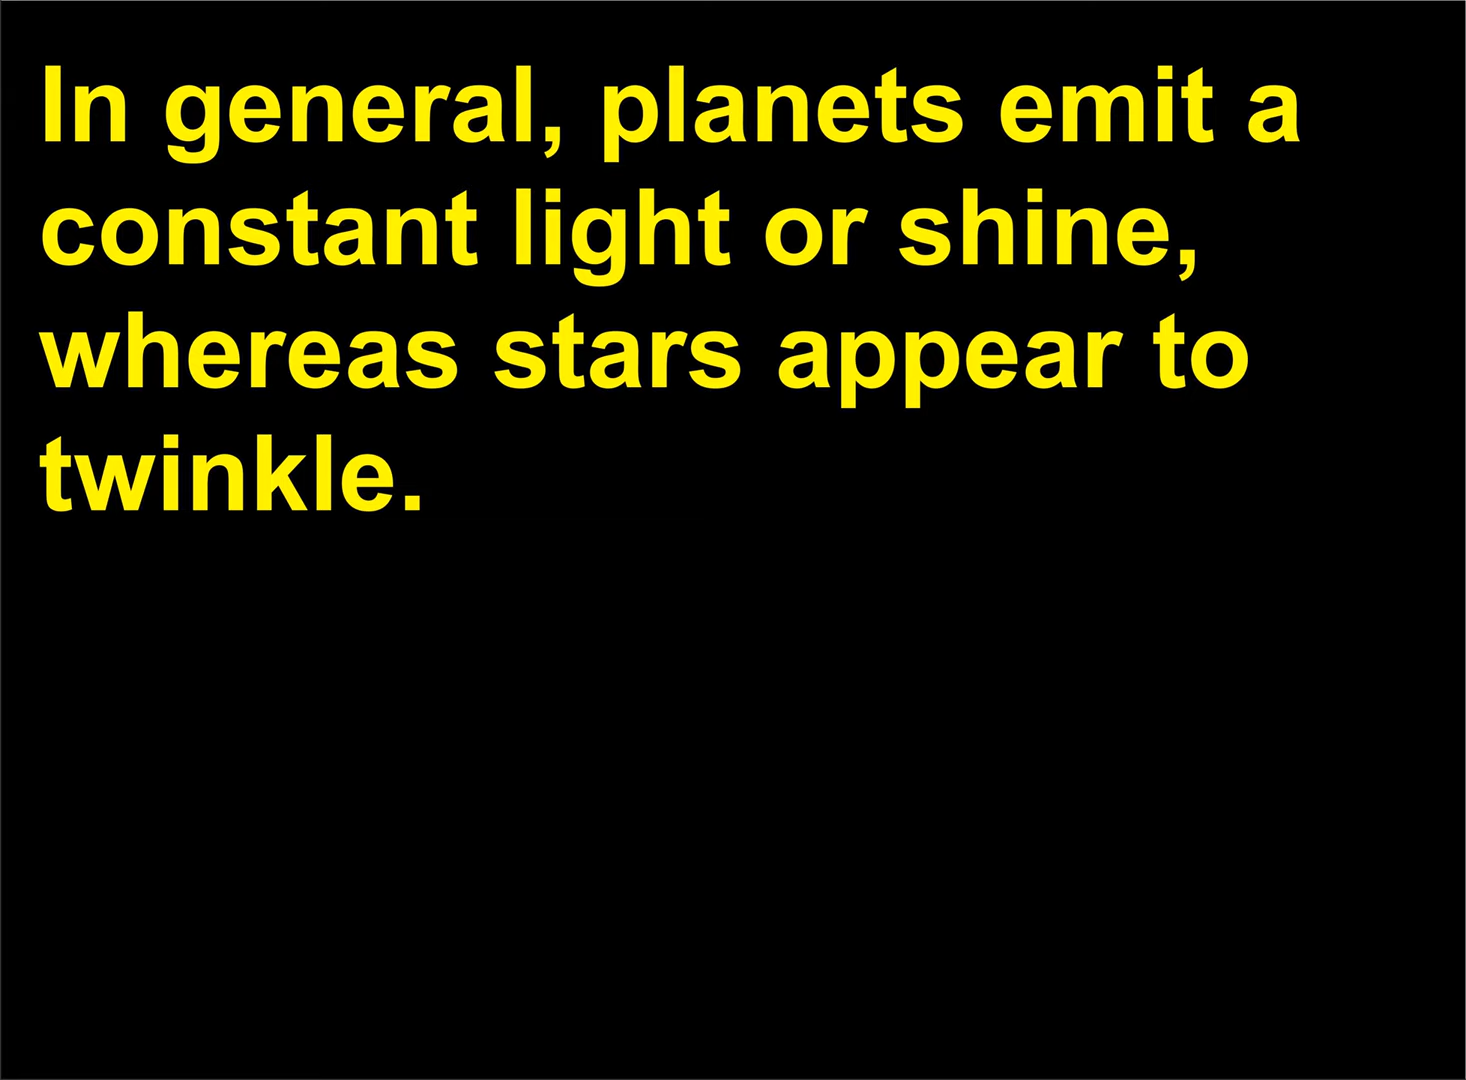 In general, planets emit a
constant light or shine,
whereas stars appear to
twinkle.